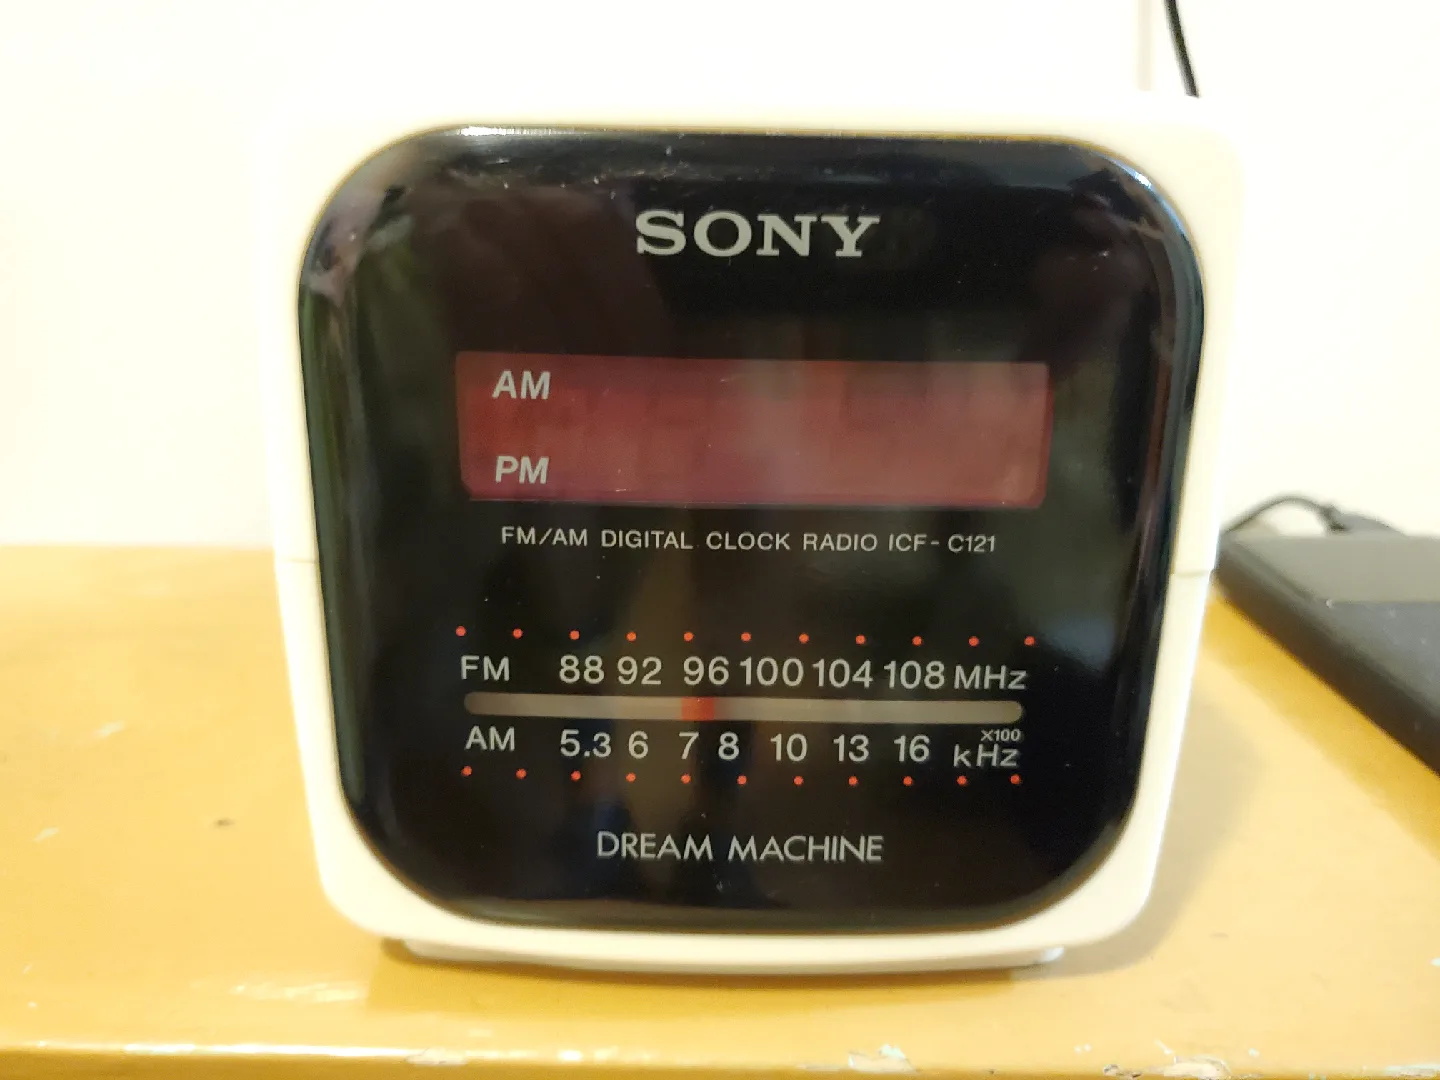 SONY
AM
PM
FM/AM DIGITAL CLOCK RADIO ICF-C121
FM 88 92 96 100 104 108 MHz
AM 5.3 6 7 8 10 13 16 x100 kHz
DREAM MACHINE